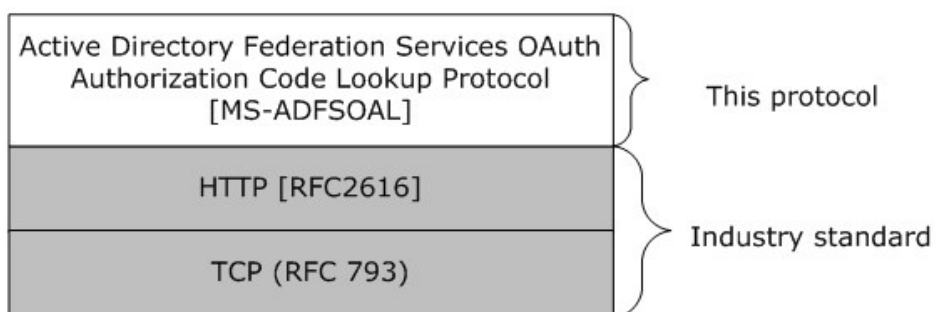 Active Directory Federation Services OAuth
Authorization Code Lookup Protocol
[MS-ADFSOAL]
This protocol
HTTP [RFC2616]
TCP (RFC 793)
Industry standard